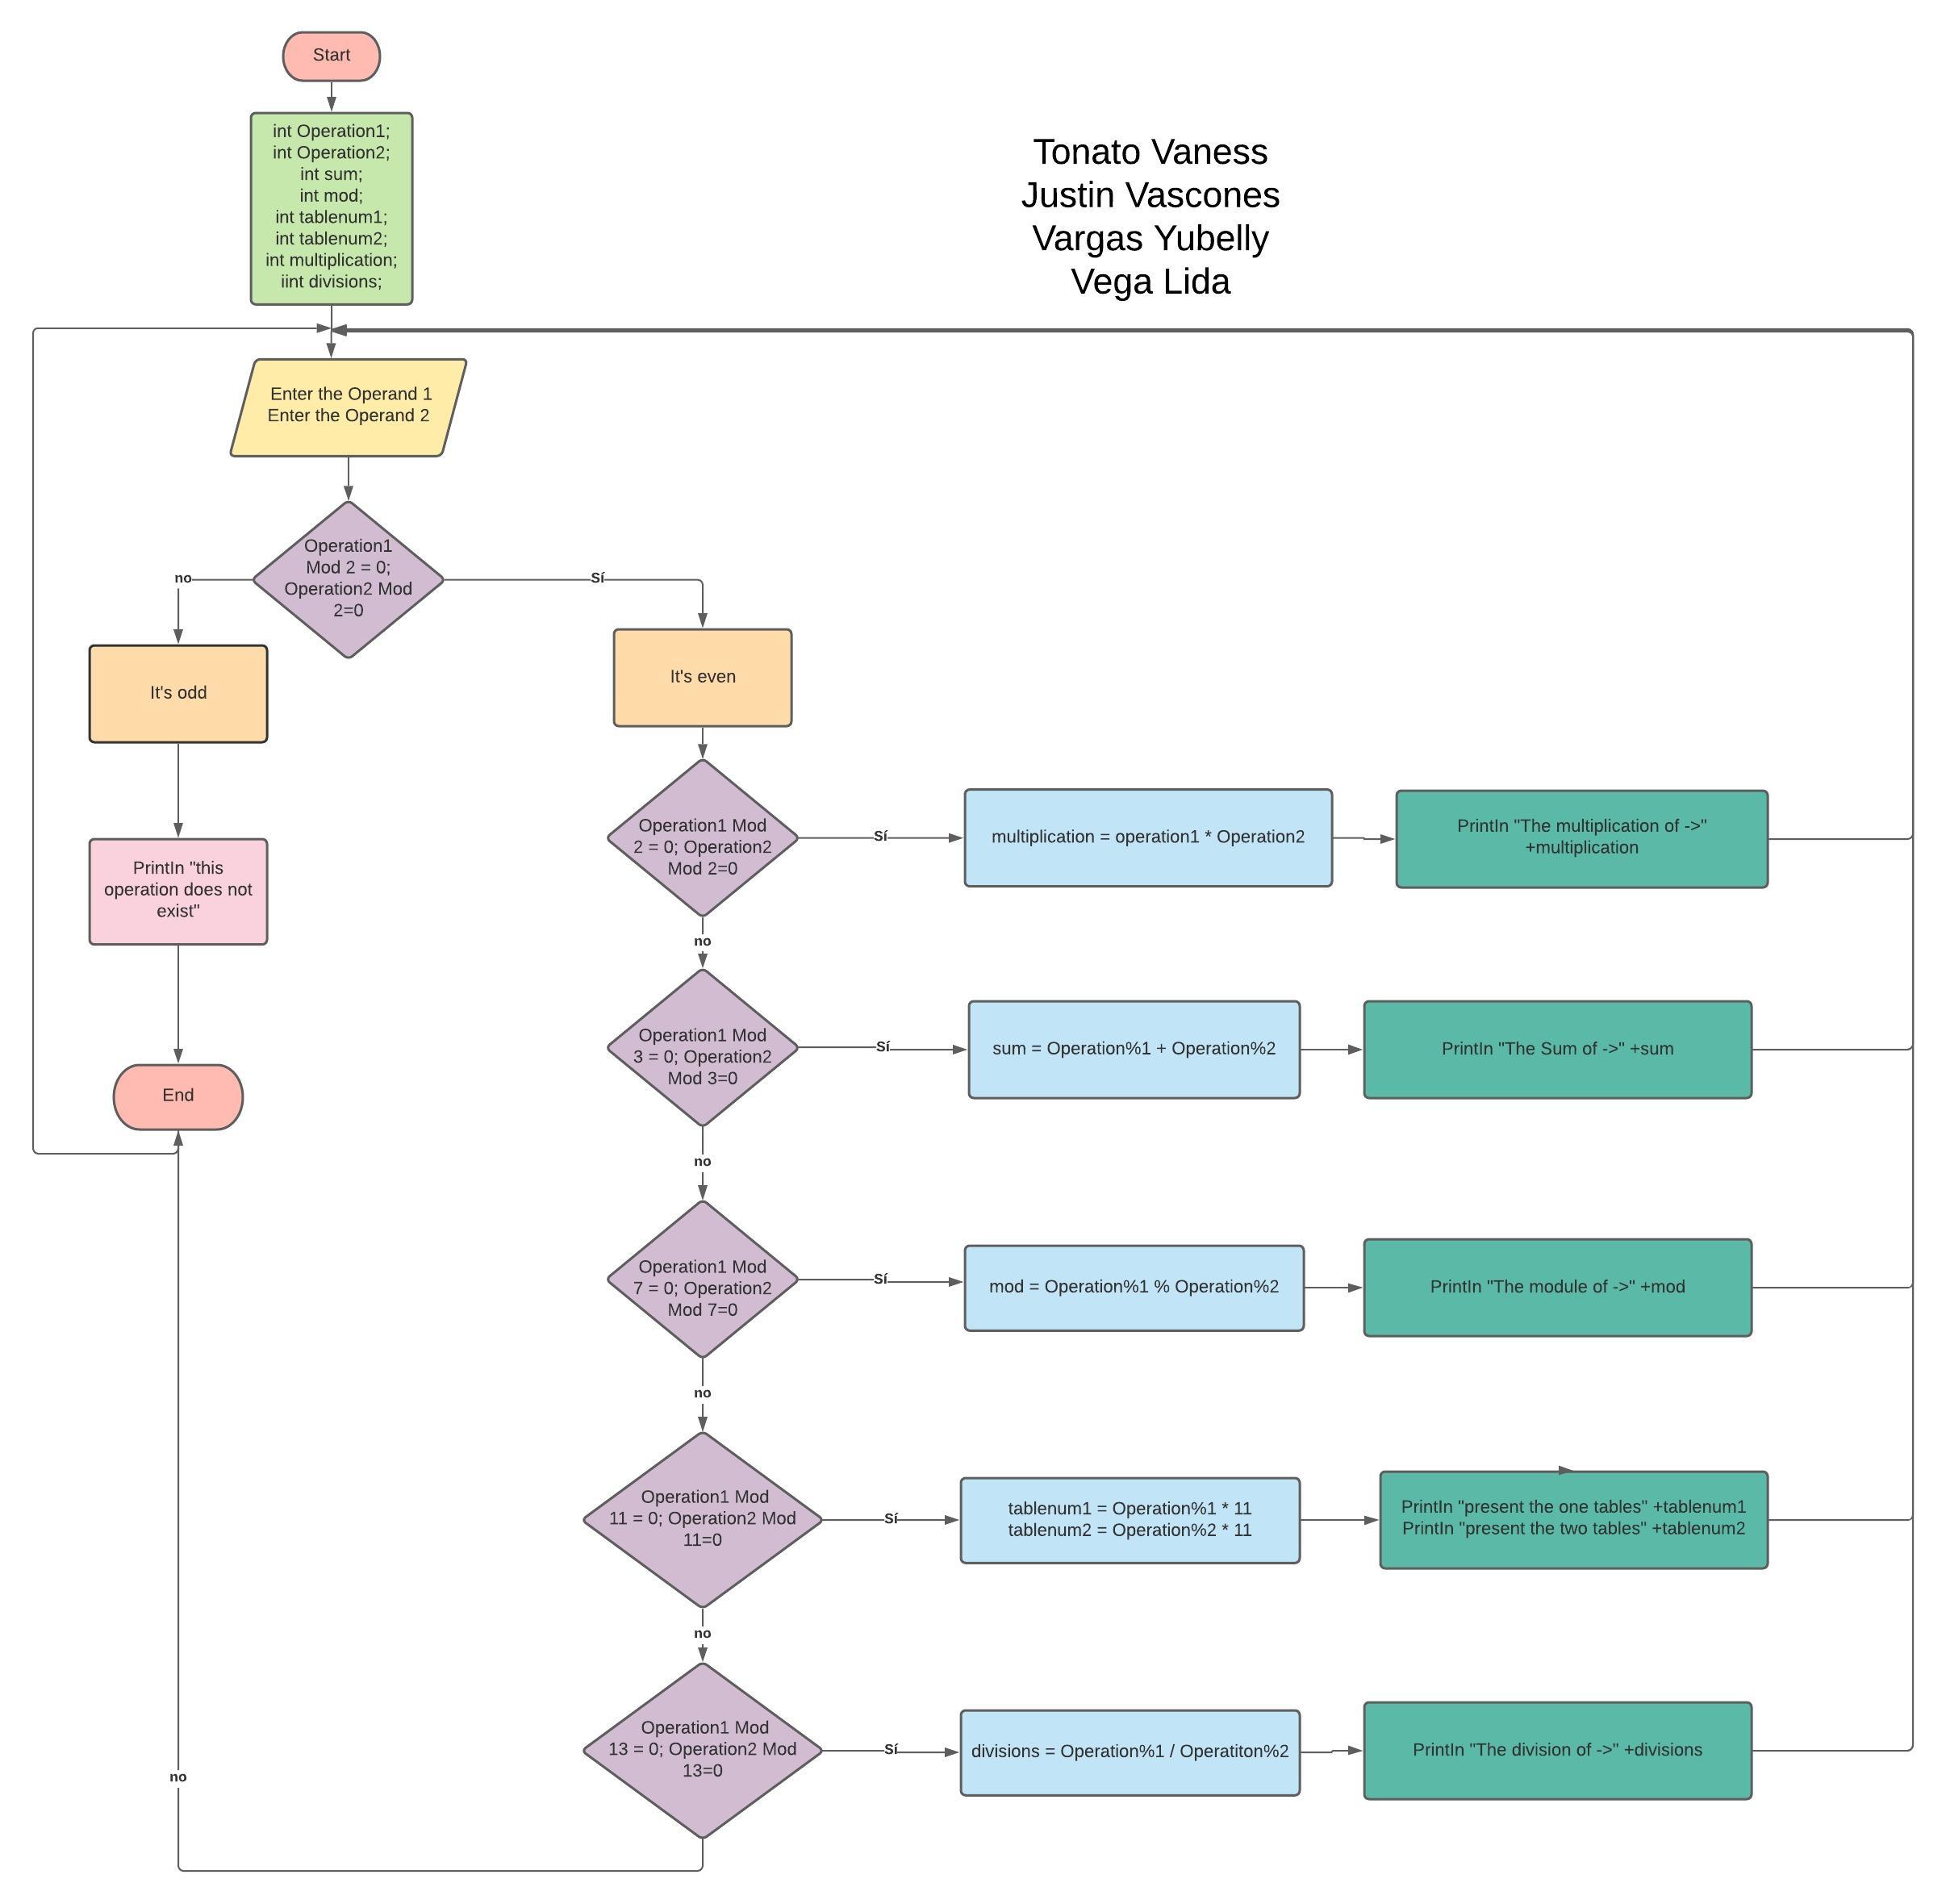 Start
int Operation1;
int Operation2;
int sum;
int mod;
int tablenum1;
int tablenum2;
int multiplication;
iint divisions;
Tonato Vaness
Justin Vascones
Vargas Yubelly
Vega Lida
Enter the Operand 1
Enter the Operand 2
Operation1
Mod 2 = 0;
Operation2 Mod
2=0
no
Sí
It's odd
It's even
PrintIn "this
operation does not
exist"
End
Operation1 Mod
2 = 0; Operation2
Mod 2=0
Sí
multiplication = operation1 * Operation2
PrintIn "The multiplication of ->"
+multiplication
no
Operation1 Mod
3 = 0; Operation2
Mod 3=0
Sí
sum = Operation%1 + Operation%2
PrintIn "The Sum of ->" +sum
no
Operation1 Mod
7 = 0; Operation2
Mod 7=0
Sí
mod = Operation%1 % Operation%2
PrintIn "The module of ->" +mod
no
Operation1 Mod
11 = 0; Operation2 Mod
11=0
Sí
tablenum1 = Operation%1 * 11
tablenum2 = Operation%2 * 11
PrintIn "present the one tables" +tablenum1
PrintIn "present the two tables" +tablenum2
no
Operation1 Mod
13 = 0; Operation2 Mod
13=0
Sí
divisions = Operation%1 / Operatiton%2
PrintIn "The division of ->" +divisions
no